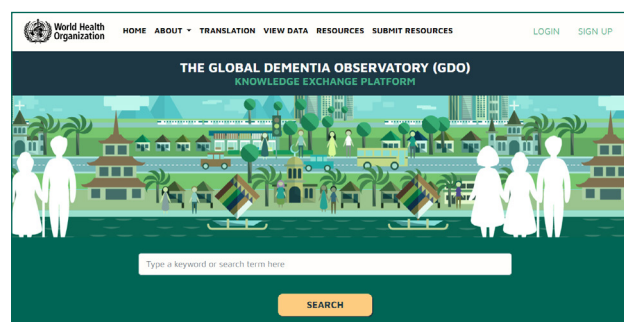 World Health
Organization
HOME ABOUT TRANSLATION VIEW DATA RESOURCES SUBMIT RESOURCES LOGIN SIGN UP
THE GLOBAL DEMENTIA OBSERVATORY (GDO)
KNOWLEDGE EXCHANGE PLATFORM
Type a keyword or search term here
SEARCH